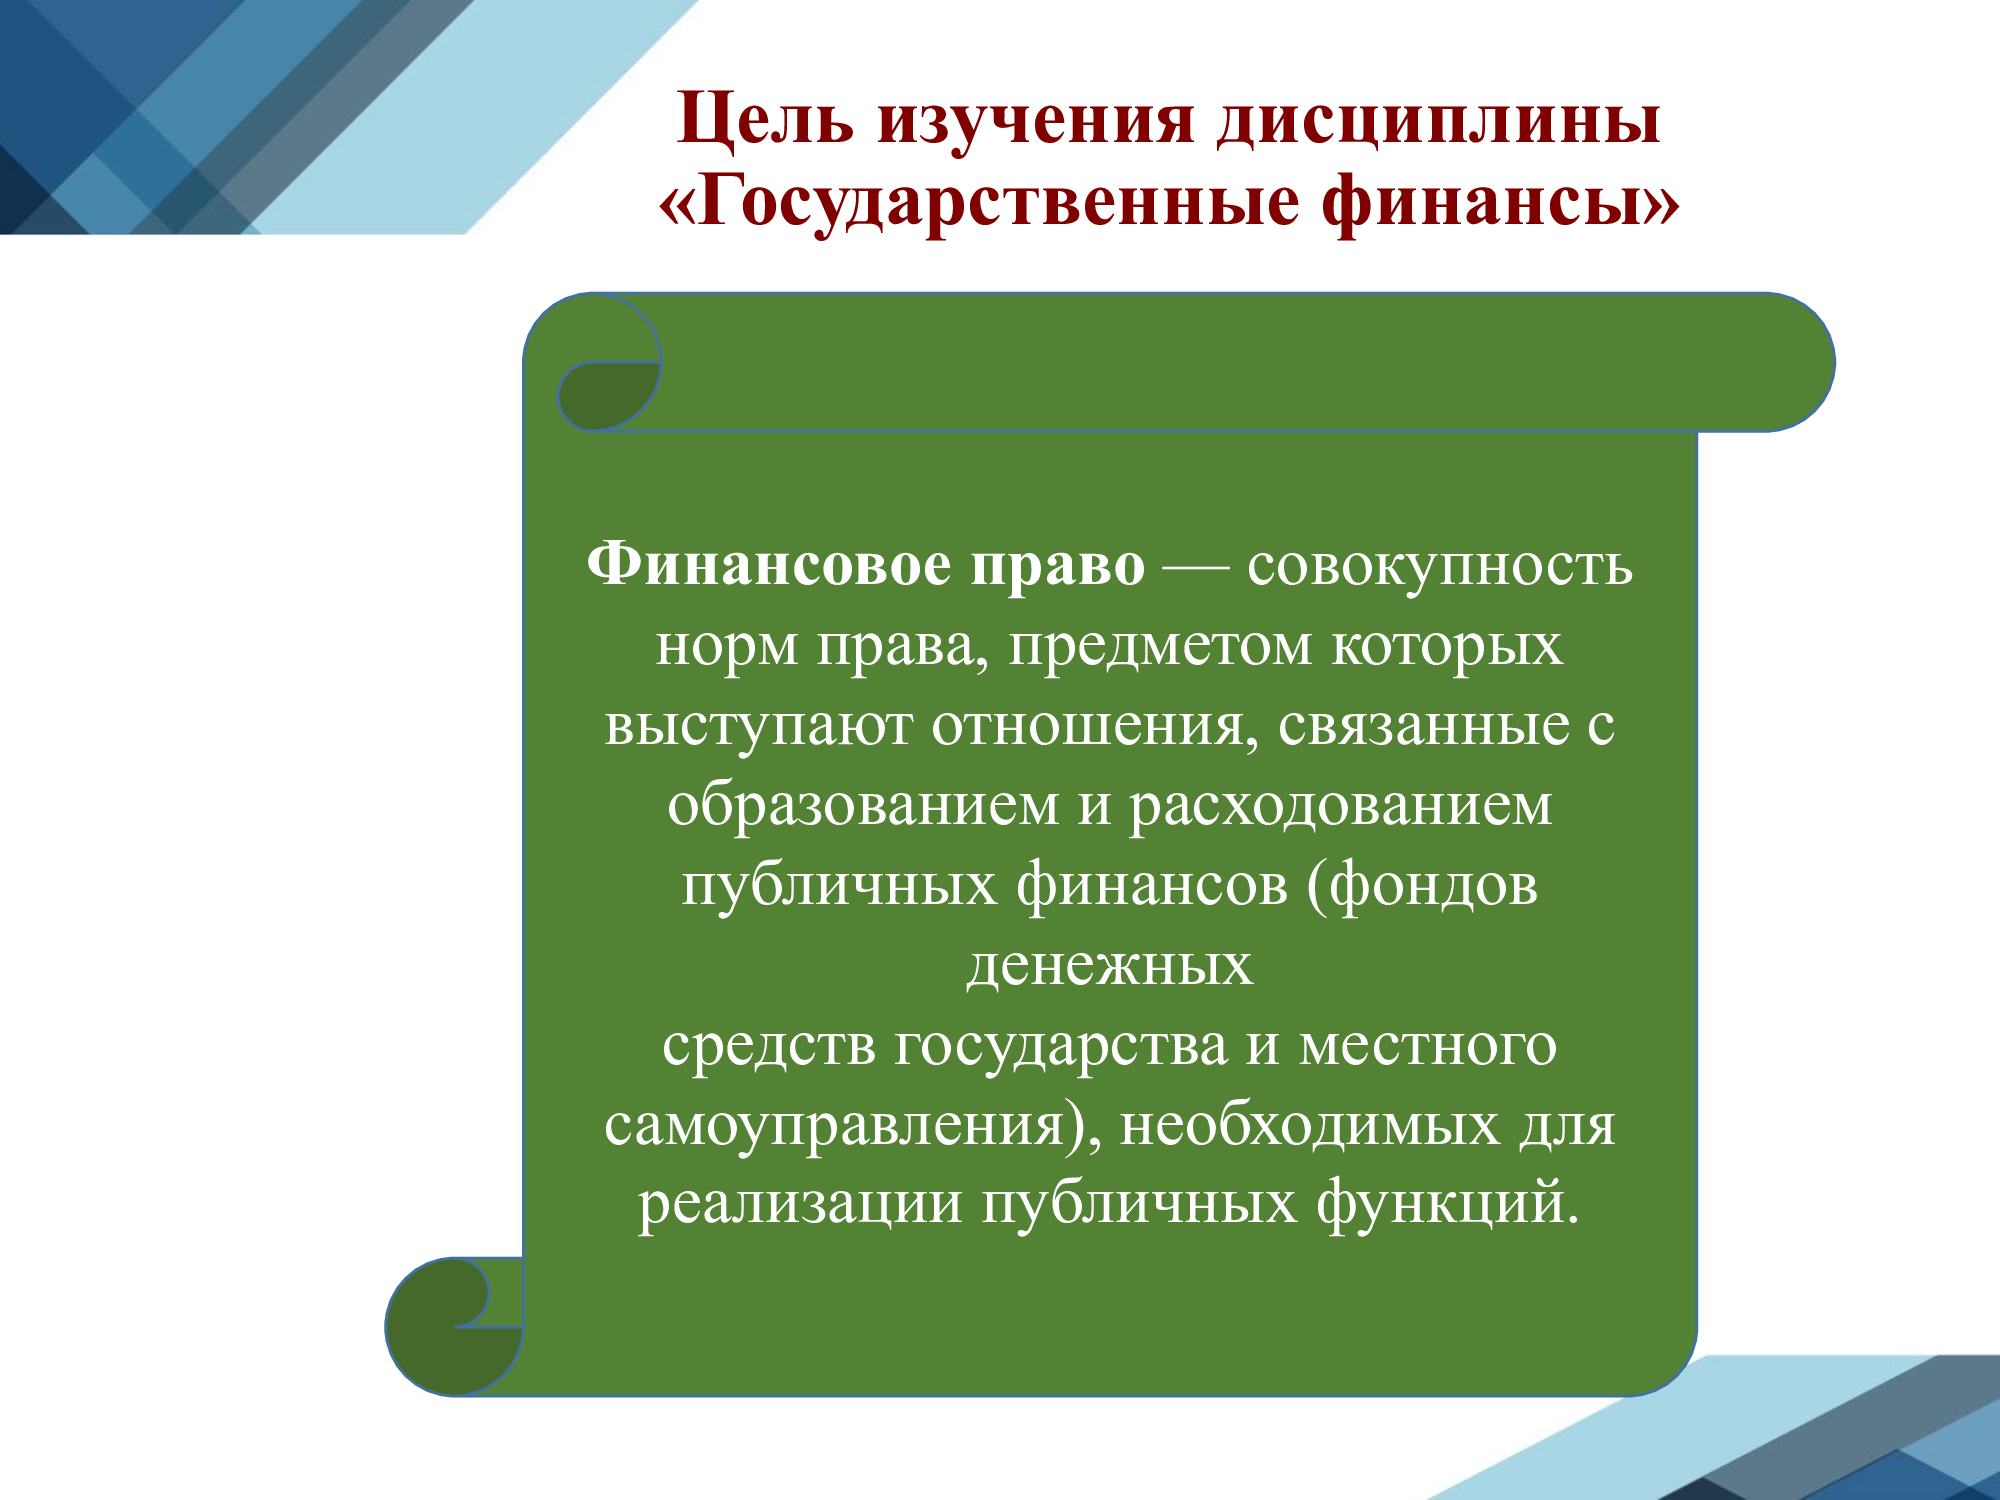 Цель изучения дисциплины
«Государственные финансы»
Финансовое право — совокупность
норм права, предметом которых
выступают отношения, связанные с
образованием и расходованием
публичных финансов (фондов
денежных
средств государства и местного
самоуправления), необходимых для
реализации публичных функций.